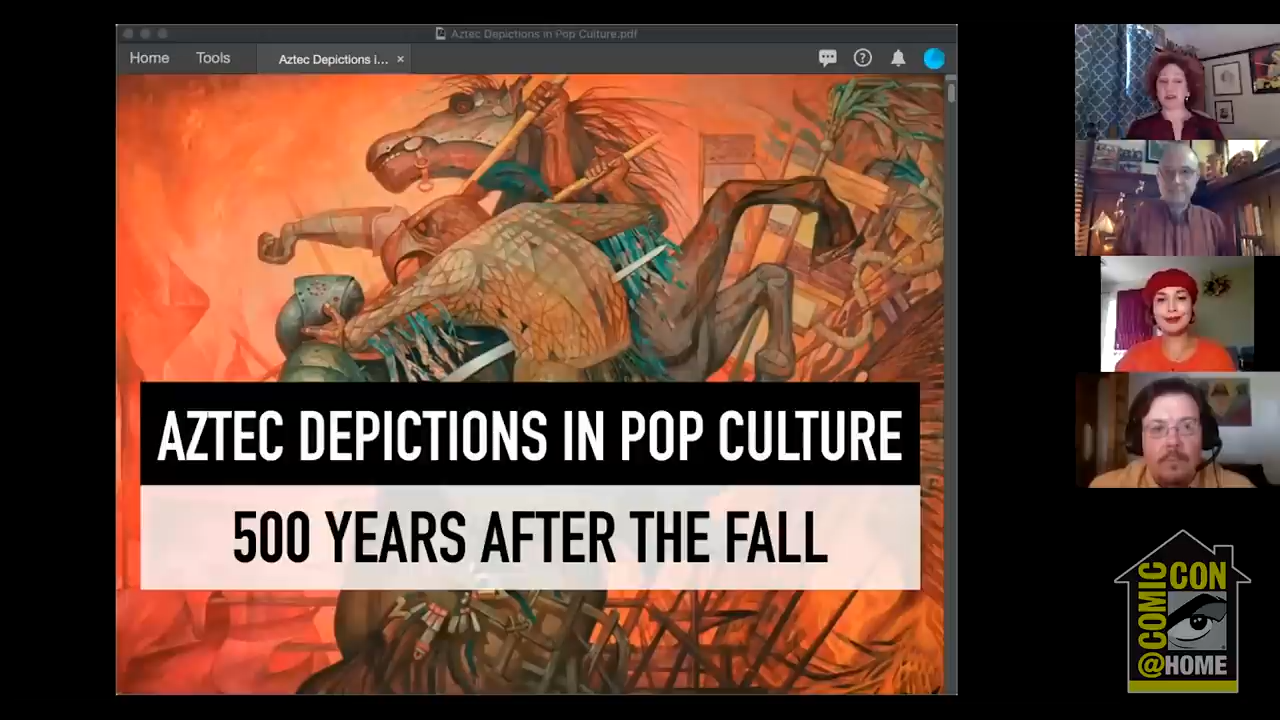 Aztec Depictions in Pop Culture.pdf
Home Tools Aztec Depictions i... ×
AZTEC DEPICTIONS IN POP CULTURE
500 YEARS AFTER THE FALL
COMIC
CON
@HOME